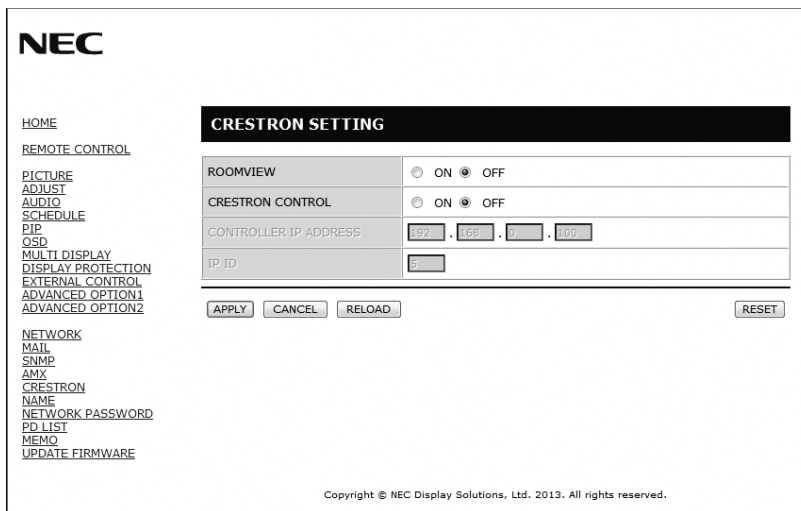 NEC
HOME
REMOTE CONTROL
PICTURE
ADJUST
AUDIO
SCHEDULE
PIP
OSD
MULTI DISPLAY
DISPLAY PROTECTION
EXTERNAL CONTROL
ADVANCED OPTION1
ADVANCED OPTION2
NETWORK
MAIL
SNMP
AMX
CRESTRON
NAME
NETWORK PASSWORD
PD LIST
MEMO
UPDATE FIRMWARE
CRESTRON SETTING
ROOMVIEW ON OFF
CRESTRON CONTROL ON OFF
CONTROLLER IP ADDRESS 192 . 168 . 0 . 100
IP ID 5
APPLY CANCEL RELOAD RESET
Copyright © NEC Display Solutions, Ltd. 2013. All rights reserved.